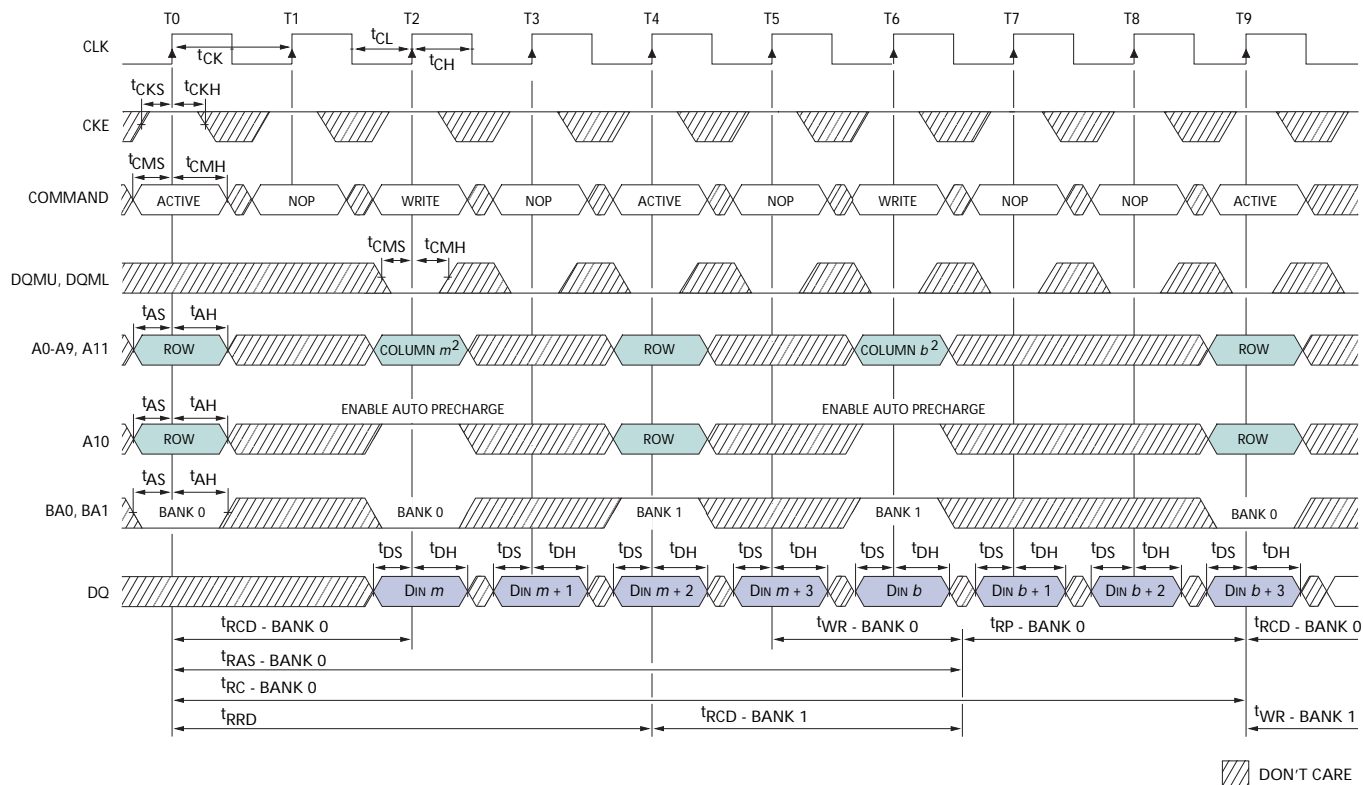 T0 T1 T2 T3 T4 T5 T6 T7 T8 T9
CLK
tCK tCL tCH
tCKS tCKH
CKE
tCMS tCMH
COMMAND ACTIVE NOP WRITE NOP ACTIVE NOP WRITE NOP NOP ACTIVE
tCMS tCMH
DQMU, DQML
tAS tAH
A0-A9, A11 ROW COLUMN m2 ROW COLUMN b2 ROW
tAS tAH ENABLE AUTO PRECHARGE ENABLE AUTO PRECHARGE
A10 ROW ROW ROW
tAS tAH
BA0, BA1 BANK 0 BANK 0 BANK 1 BANK 1 BANK 0
tDS tDH tDS tDH tDS tDH tDS tDH tDS tDH tDS tDH tDS tDH tDS tDH
DQ DIN m DIN m + 1 DIN m + 2 DIN m + 3 DIN b DIN b + 1 DIN b + 2 DIN b + 3
tRCD - BANK 0 tWR - BANK 0 tRP - BANK 0 tRCD - BANK 0
tRAS - BANK 0
tRC - BANK 0
tRRD tRCD - BANK 1 tWR - BANK 1
DON'T CARE